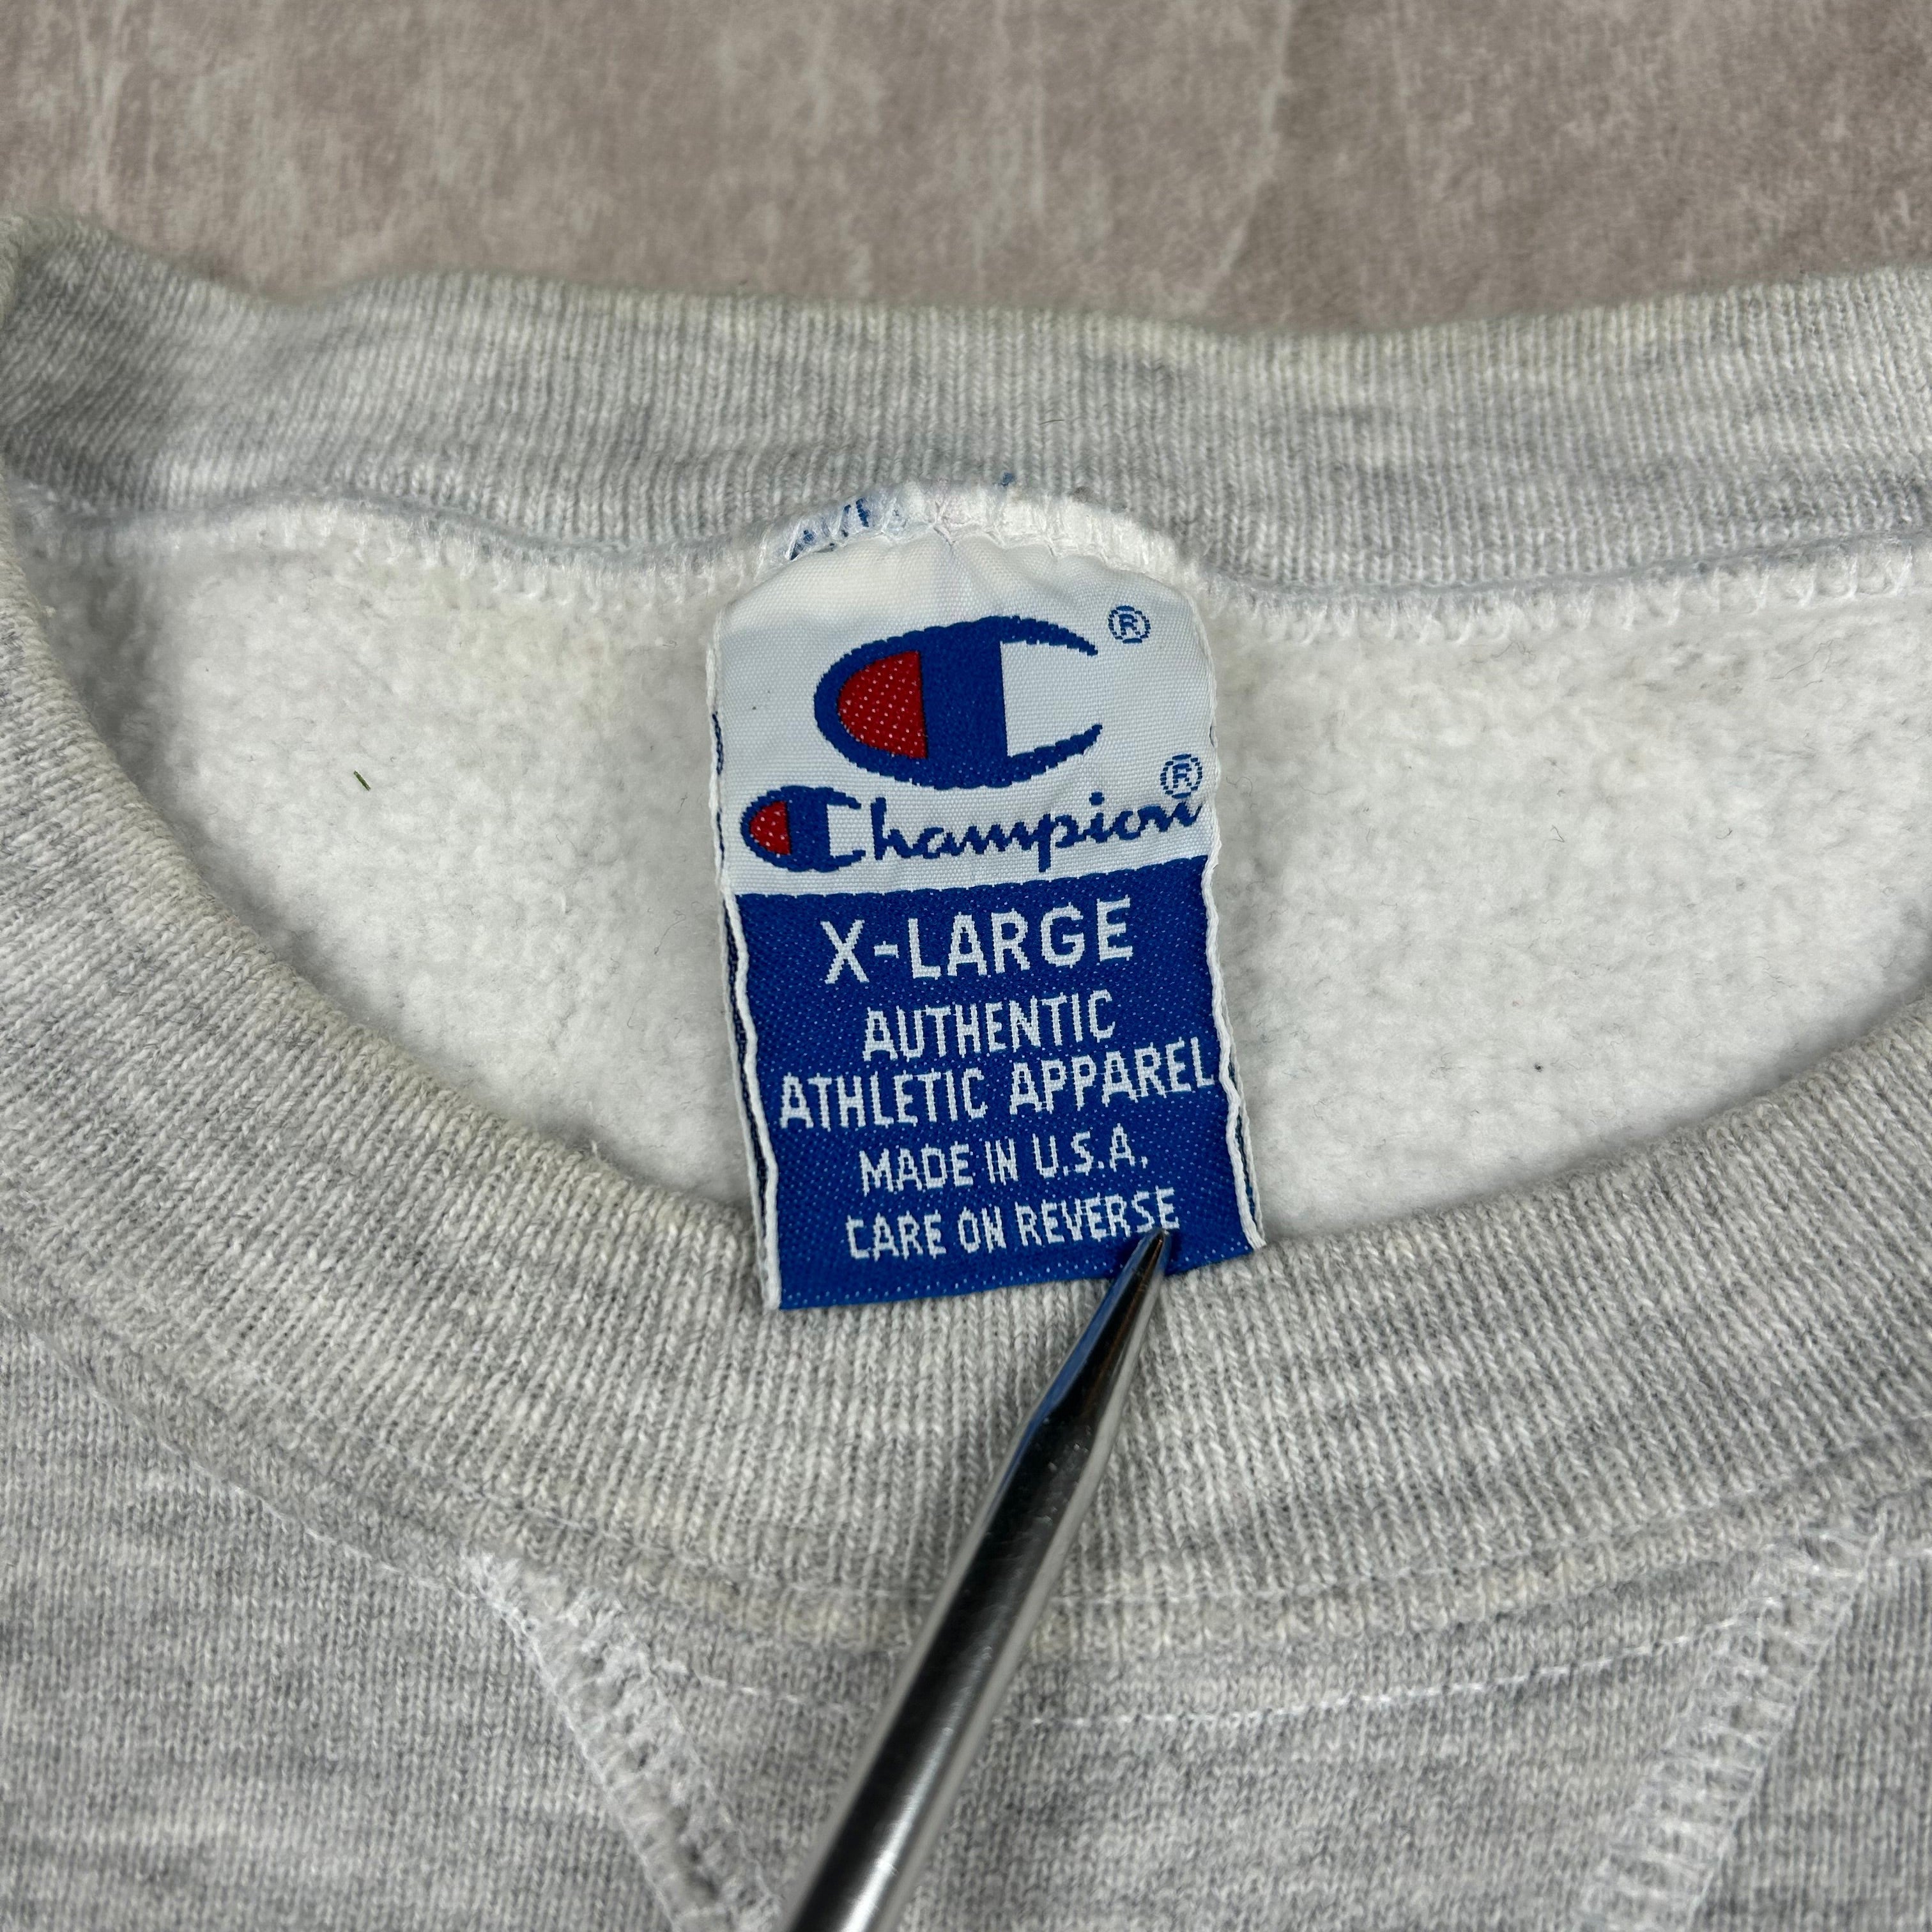 ®
Champion®
X-LARGE
AUTHENTIC
ATHLETIC APPAREL
MADE IN U.S.A.
CARE ON REVERSE